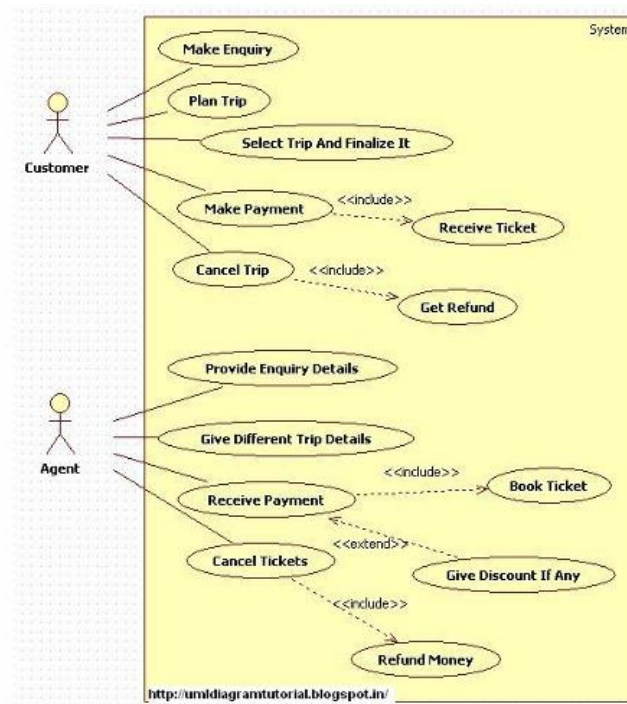 System
Make Enquiry
Plan Trip
Select Trip And Finalize It
Customer
Make Payment
<<include>>
Receive Ticket
Cancel Trip
<<include>>
Get Refund
Provide Enquiry Details
Give Different Trip Details
Agent
Receive Payment
<<include>>
Book Ticket
<<extend>>
Cancel Tickets
Give Discount If Any
<<include>>
Refund Money
http://umldiagramtutorial.blogspot.in/